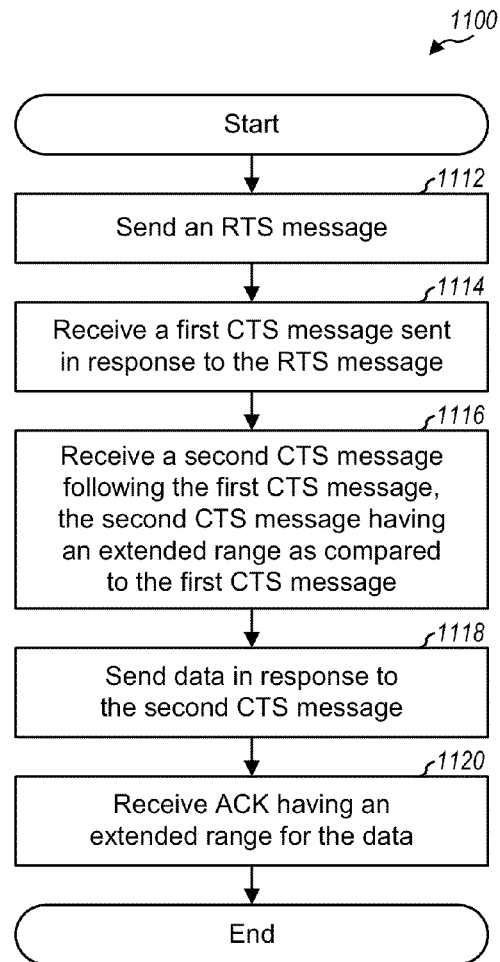 1100
Start
1112
Send an RTS message
1114
Receive a first CTS message sent
in response to the RTS message
1116
Receive a second CTS message
following the first CTS message,
the second CTS message having
an extended range as compared
to the first CTS message
1118
Send data in response to
the second CTS message
1120
Receive ACK having an
extended range for the data
End